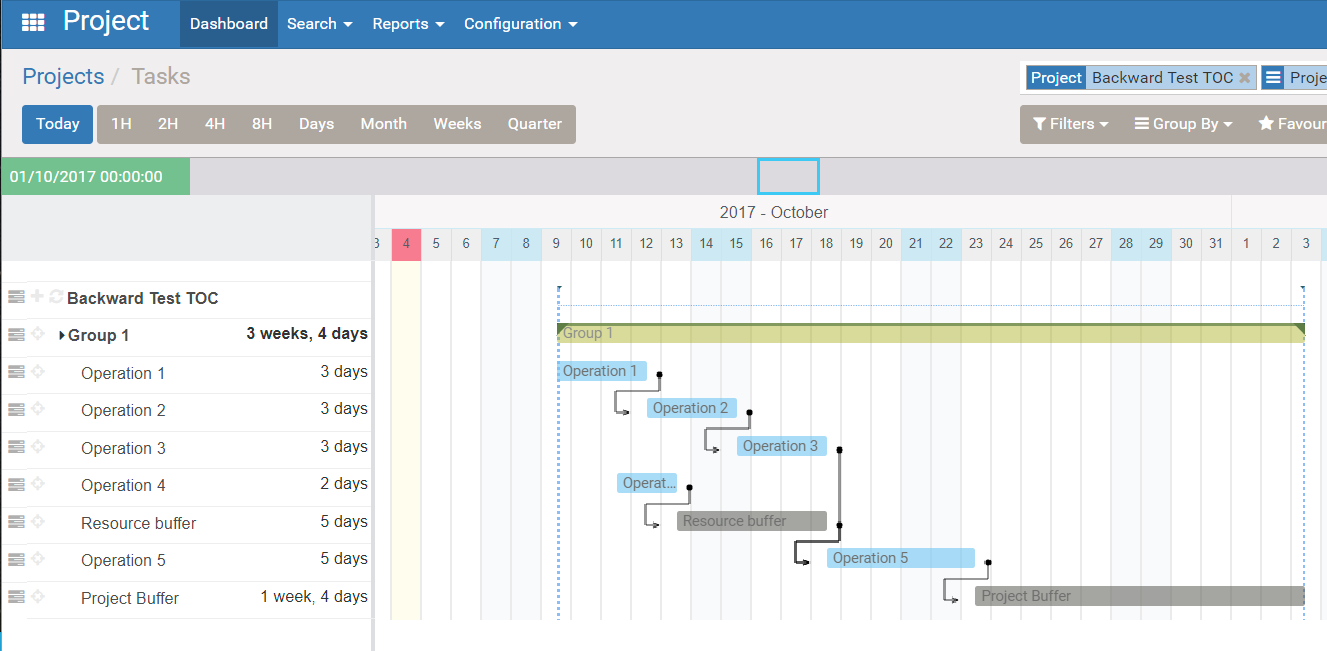 Project Dashboard Search Reports Configuration
Projects / Tasks
Project Backward Test TOC Proje
Today 1H 2H 4H 8H Days Month Weeks Quarter
Filters Group By Favour
01/10/2017 00:00:00
2017 - October
3 4 5 6 7 8 9 10 11 12 13 14 15 16 17 18 19 20 21 22 23 24 25 26 27 28 29 30 31 1 2 3
Backward Test TOC
Group 1 3 weeks, 4 days Group 1
Operation 1 3 days Operation 1
Operation 2 3 days Operation 2
Operation 3 3 days Operation 3
Operation 4 2 days Operat...
Resource buffer 5 days Resource buffer
Operation 5 5 days Operation 5
Project Buffer 1 week, 4 days Project Buffer